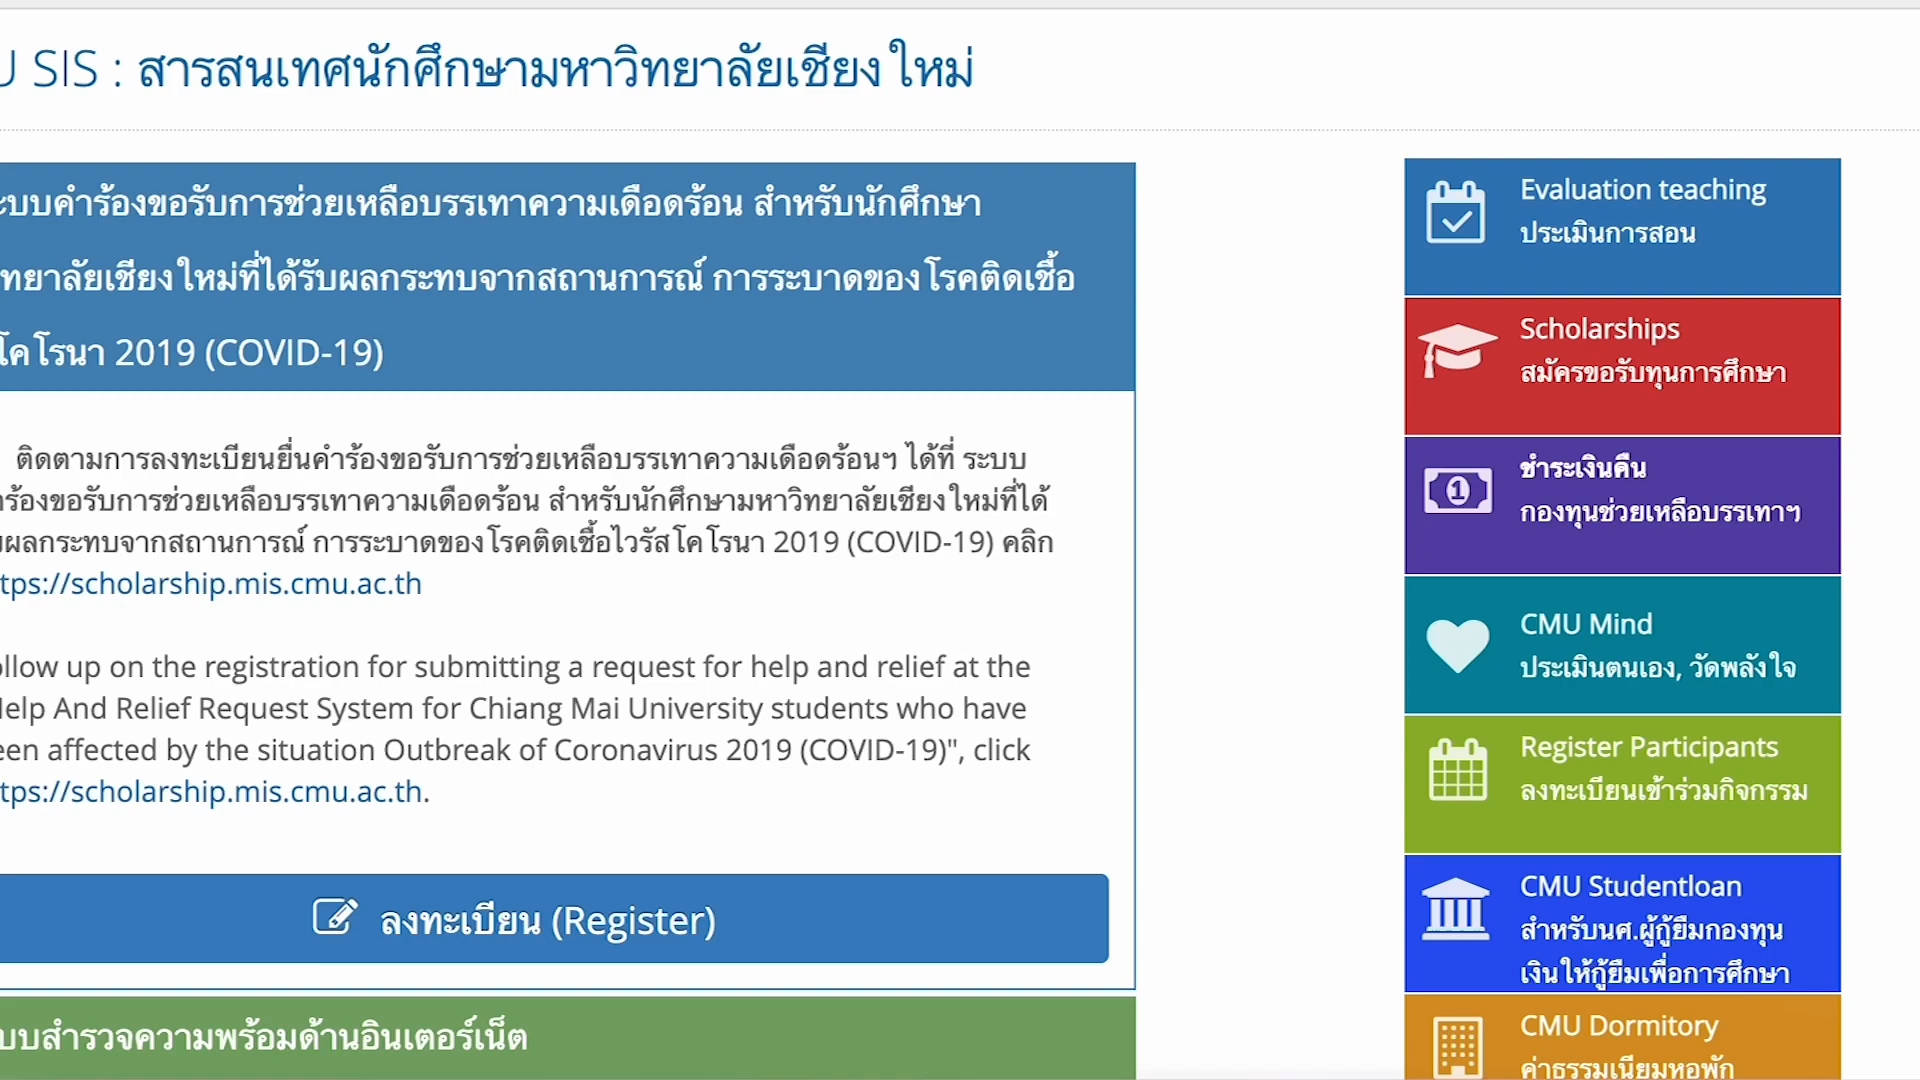 SIS : สารสนเทศนักศึกษามหาวิทยาลัยเชียงใหม่
ระบบคำร้องขอรับการช่วยเหลือบรรเทาความเดือดร้อน สำหรับนักศึกษา
ทยาลัยเชียงใหม่ที่ได้รับผลกระทบจากสถานการณ์ การระบาดของโรคติดเชื้อ
โคโรนา 2019 (COVID-19)
ติดตามการลงทะเบียนยื่นคำร้องขอรับการช่วยเหลือบรรเทาความเดือดร้อนฯ ได้ที่ ระบบ
ร้องขอรับการช่วยเหลือบรรเทาความเดือดร้อน สำหรับนักศึกษามหาวิทยาลัยเชียงใหม่ที่ได้
ผลกระทบจากสถานการณ์ การระบาดของโรคติดเชื้อไวรัสโคโรนา 2019 (COVID-19) คลิก
tps://scholarship.mis.cmu.ac.th
ollow up on the registration for submitting a request for help and relief at the
elp And Relief Request System for Chiang Mai University students who have
een affected by the situation Outbreak of Coronavirus 2019 (COVID-19)", click
tps://scholarship.mis.cmu.ac.th.
ลงทะเบียน (Register)
บบสำรวจความพร้อมด้านอินเตอร์เน็ต
Evaluation teaching
ประเมินการสอน
Scholarships
สมัครขอรับทุนการศึกษา
ชำระเงินคืน
กองทุนช่วยเหลือบรรเทาฯ
CMU Mind
ประเมินตนเอง, วัดพลังใจ
Register Participants
ลงทะเบียนเข้าร่วมกิจกรรม
CMU Studentloan
สำหรับนศ.ผู้กู้ยืมกองทุน
เงินให้กู้ยืมเพื่อการศึกษา
CMU Dormitory
ค่าธรรมเนียมหอพัก